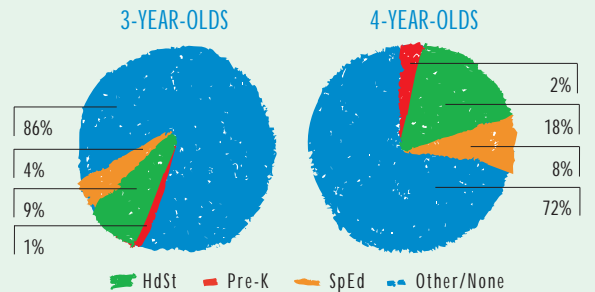 3-YEAR-OLDS
86%
4%
9%
1%
4-YEAR-OLDS
2%
18%
8%
72%
HdSt Pre-K SpEd Other/None